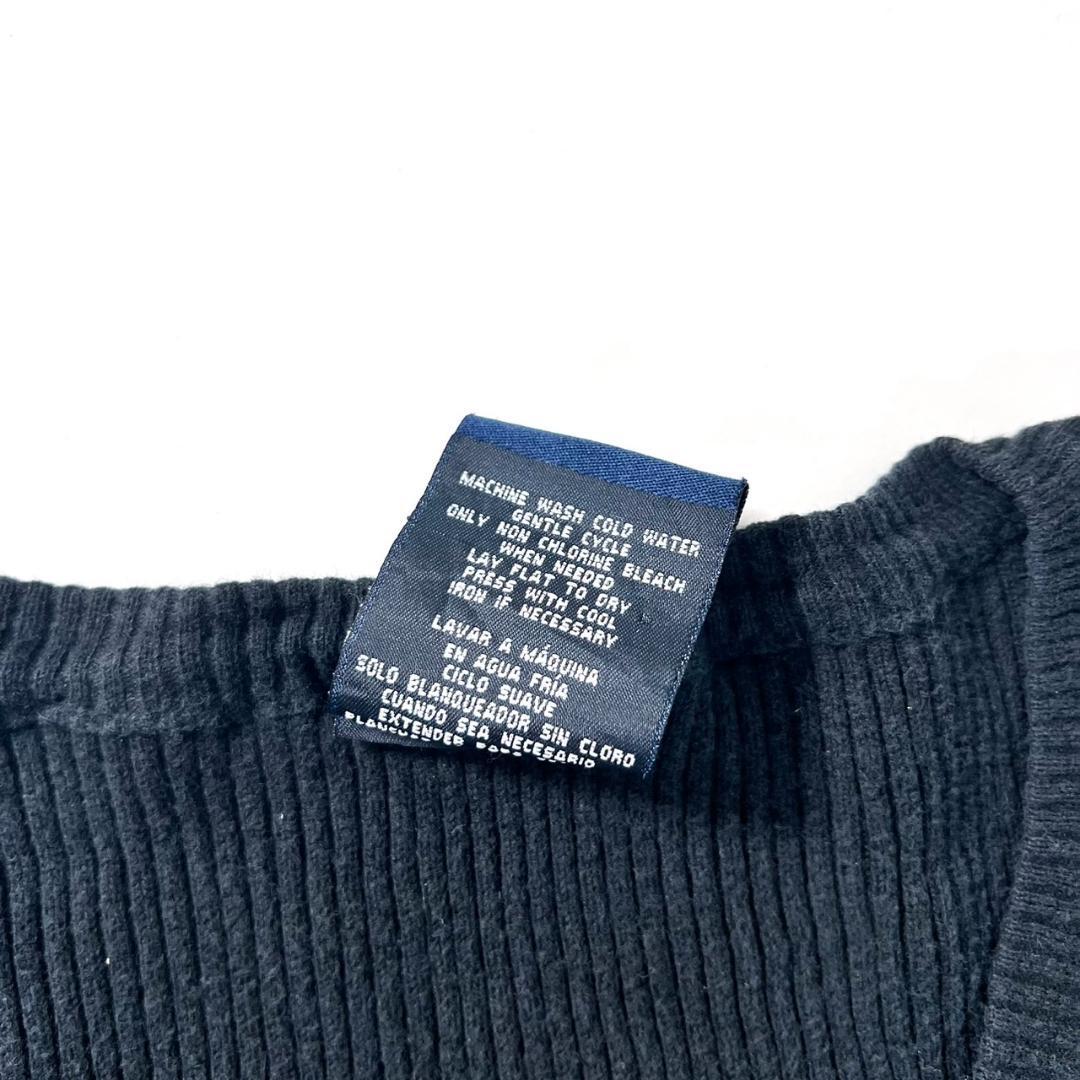 MACHINE WASH COLD WATER
GENTLE CYCLE
ONLY NON CHLORINE BLEACH
WHEN NEEDED
LAY FLAT TO DRY
PRESS WITH COOL
IRON IF NECESSARY
LAVAR A MÁQUINA
EN AGUA FRIA
CICLO SUAVE
SOLO BLANQUEADOR SIN CLORO
CUANDO SEA NECESARIO
EXTENDER